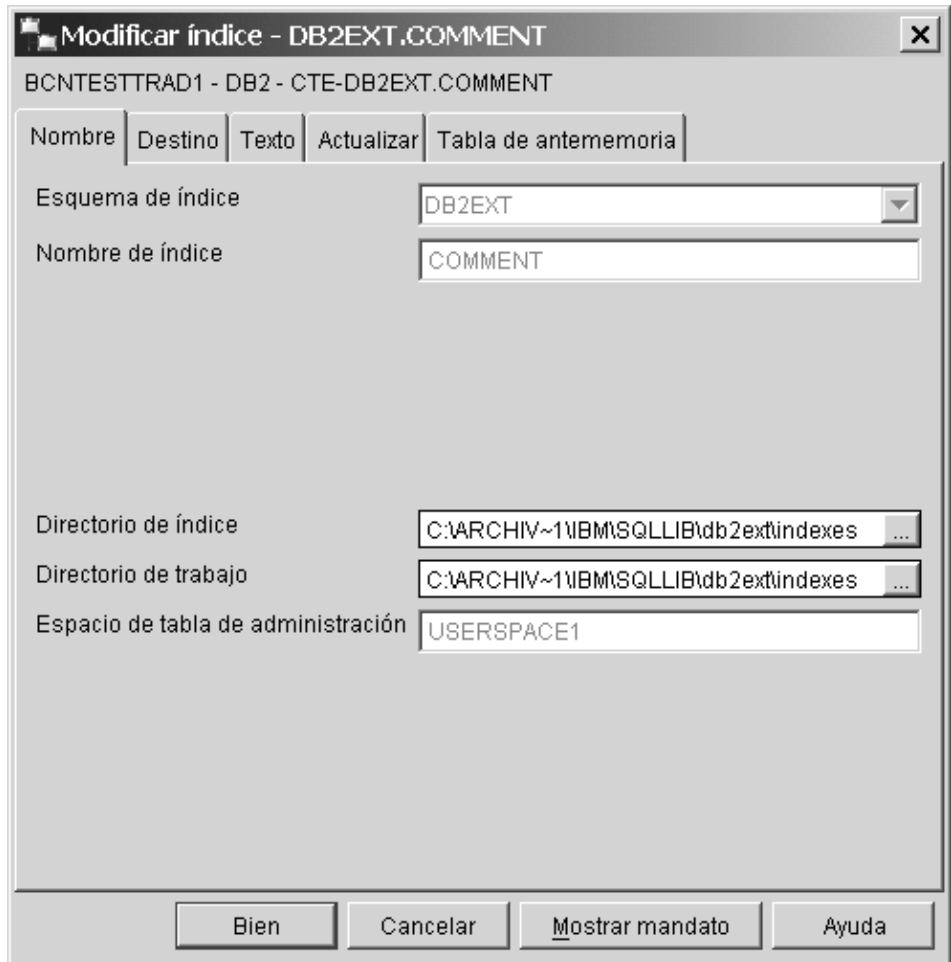 Modificar índice - DB2EXT.COMMENT
BCNTESTTRAD1 - DB2 - CTE-DB2EXT.COMMENT
Nombre Destino Texto Actualizar Tabla de antememoria
Esquema de índice DB2EXT
Nombre de índice COMMENT
Directorio de índice C:\ARCHIV~1\IBM\SQLLIB\db2ext\indexes ...
Directorio de trabajo C:\ARCHIV~1\IBM\SQLLIB\db2ext\indexes ...
Espacio de tabla de administración USERSPACE1
Bien Cancelar Mostrar mandato Ayuda